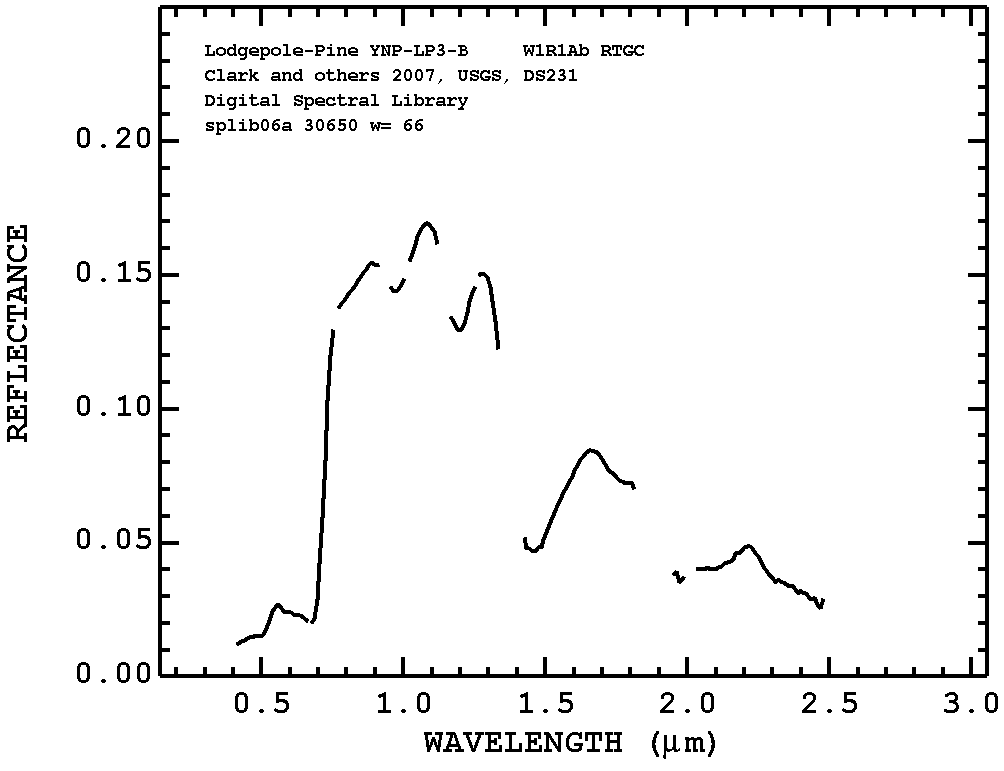 Lodgepole-Pine YNP-LP3-B W1R1Ab RTGC
Clark and others 2007, USGS, DS231
Digital Spectral Library
splib06a 30650 w= 66
0.20
0.15
0.10
0.05
0.00
REFLECTANCE
0.5 1.0 1.5 2.0 2.5 3.0
WAVELENGTH (μm)